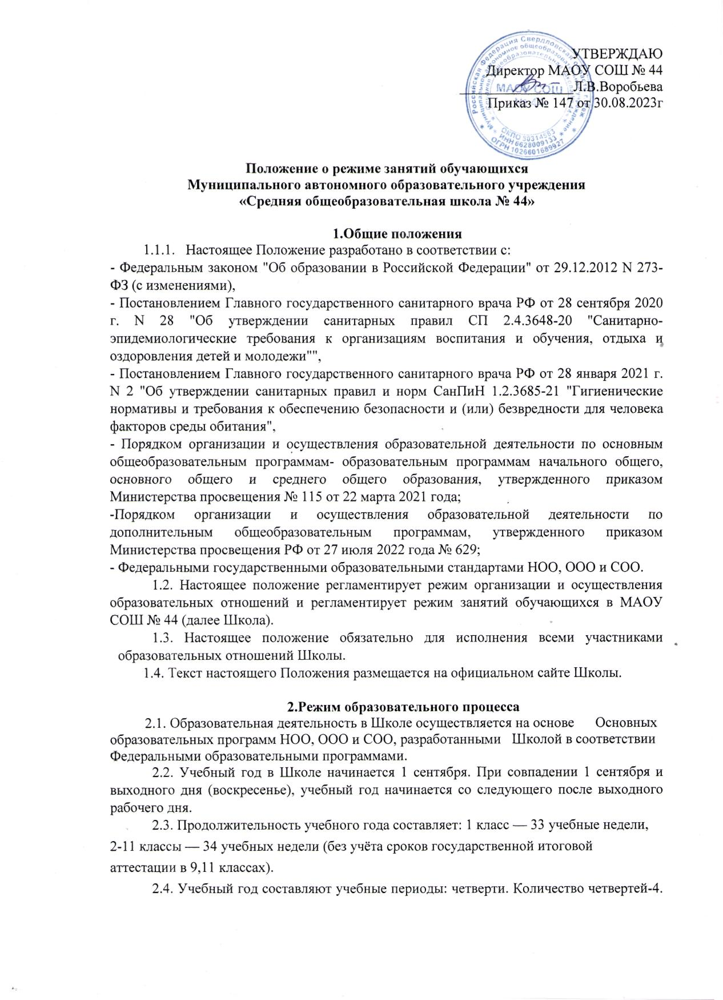 УТВЕРЖДАЮ
Директор МАОУ СОШ № 44
Л.В.Воробьева
Приказ № 147 от 30.08.2023г
Российская Федерация Свердловская
МАОУ СОШ
ОКПО 50314583
ИНН 6628009133
ОГРН 1026601689927
Положение о режиме занятий обучающихся
Муниципального автономного образовательного учреждения
«Средняя общеобразовательная школа № 44»
1.Общие положения
1.1.1. Настоящее Положение разработано в соответствии с:
- Федеральным законом "Об образовании в Российской Федерации" от 29.12.2012 N 273-
ФЗ (с изменениями),
- Постановлением Главного государственного санитарного врача РФ от 28 сентября 2020
г. N 28 "Об утверждении санитарных правил СП 2.4.3648-20 "Санитарно-
эпидемиологические требования к организациям воспитания и обучения, отдыха и
оздоровления детей и молодежи"",
- Постановлением Главного государственного санитарного врача РФ от 28 января 2021 г.
N 2 "Об утверждении санитарных правил и норм СанПиН 1.2.3685-21 "Гигиенические
нормативы и требования к обеспечению безопасности и (или) безвредности для человека
факторов среды обитания",
- Порядком организации и осуществления образовательной деятельности по основным
общеобразовательным программам- образовательным программам начального общего,
основного общего и среднего общего образования, утвержденного приказом
Министерства просвещения № 115 от 22 марта 2021 года;
-Порядком организации и осуществления образовательной деятельности по
дополнительным общеобразовательным программам, утвержденного приказом
Министерства просвещения РФ от 27 июля 2022 года № 629;
- Федеральными государственными образовательными стандартами НОО, ООО и СОО.
1.2. Настоящее положение регламентирует режим организации и осуществления
образовательных отношений и регламентирует режим занятий обучающихся в МАОУ
СОШ № 44 (далее Школа).
1.3. Настоящее положение обязательно для исполнения всеми участниками
образовательных отношений Школы.
1.4. Текст настоящего Положения размещается на официальном сайте Школы.
2.Режим образовательного процесса
2.1. Образовательная деятельность в Школе осуществляется на основе Основных
образовательных программ НОО, ООО и СОО, разработанными Школой в соответствии
Федеральными образовательными программами.
2.2. Учебный год в Школе начинается 1 сентября. При совпадении 1 сентября и
выходного дня (воскресенье), учебный год начинается со следующего после выходного
рабочего дня.
2.3. Продолжительность учебного года составляет: 1 класс — 33 учебные недели,
2-11 классы — 34 учебных недели (без учёта сроков государственной итоговой
аттестации в 9,11 классах).
2.4. Учебный год составляют учебные периоды: четверти. Количество четвертей-4.